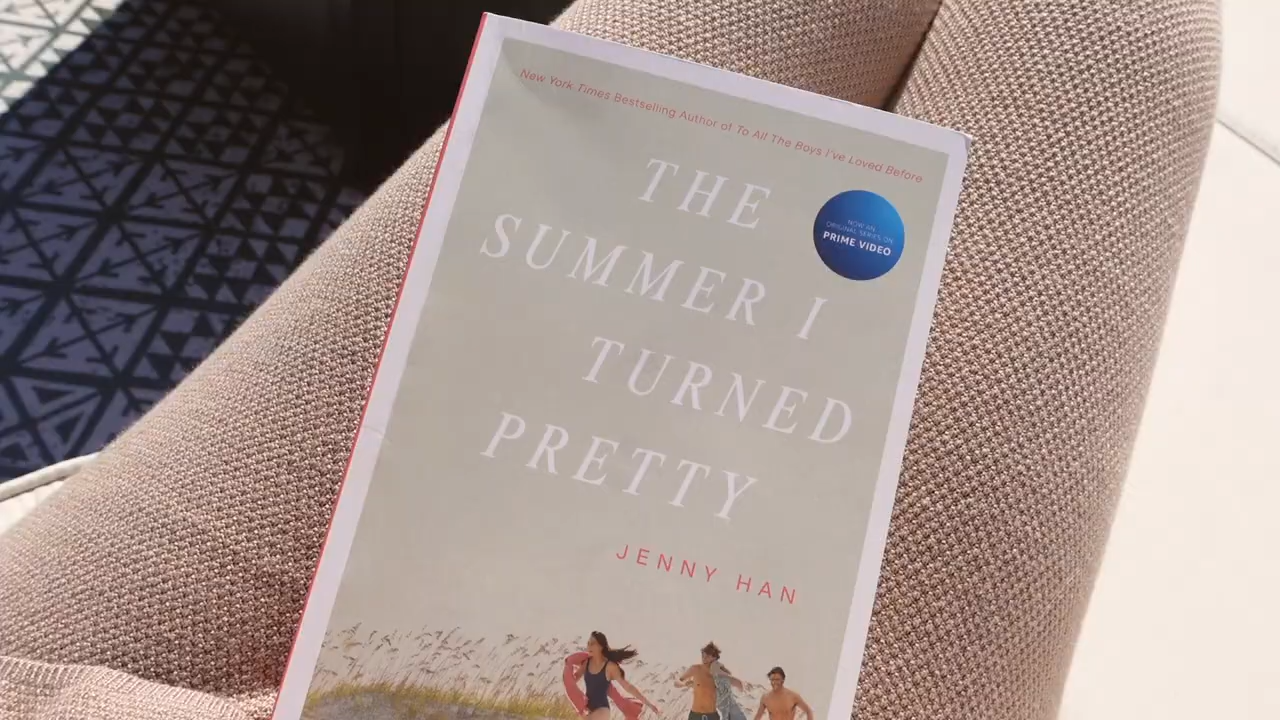 New York Times Bestselling Author of To All The Boys I've Loved Before
THE
SUMMER I
TURNED
PRETTY
NOW AN
ORIGINAL SERIES ON
PRIME VIDEO
JENNY HAN